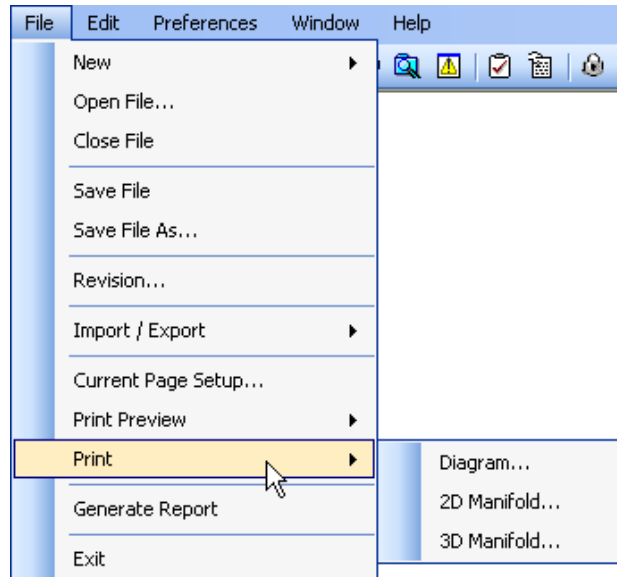 File Edit Preferences Window Help
New
Open File...
Close File
Save File
Save File As...
Revision...
Import / Export
Current Page Setup...
Print Preview
Print
Diagram...
2D Manifold...
Generate Report
3D Manifold...
Exit